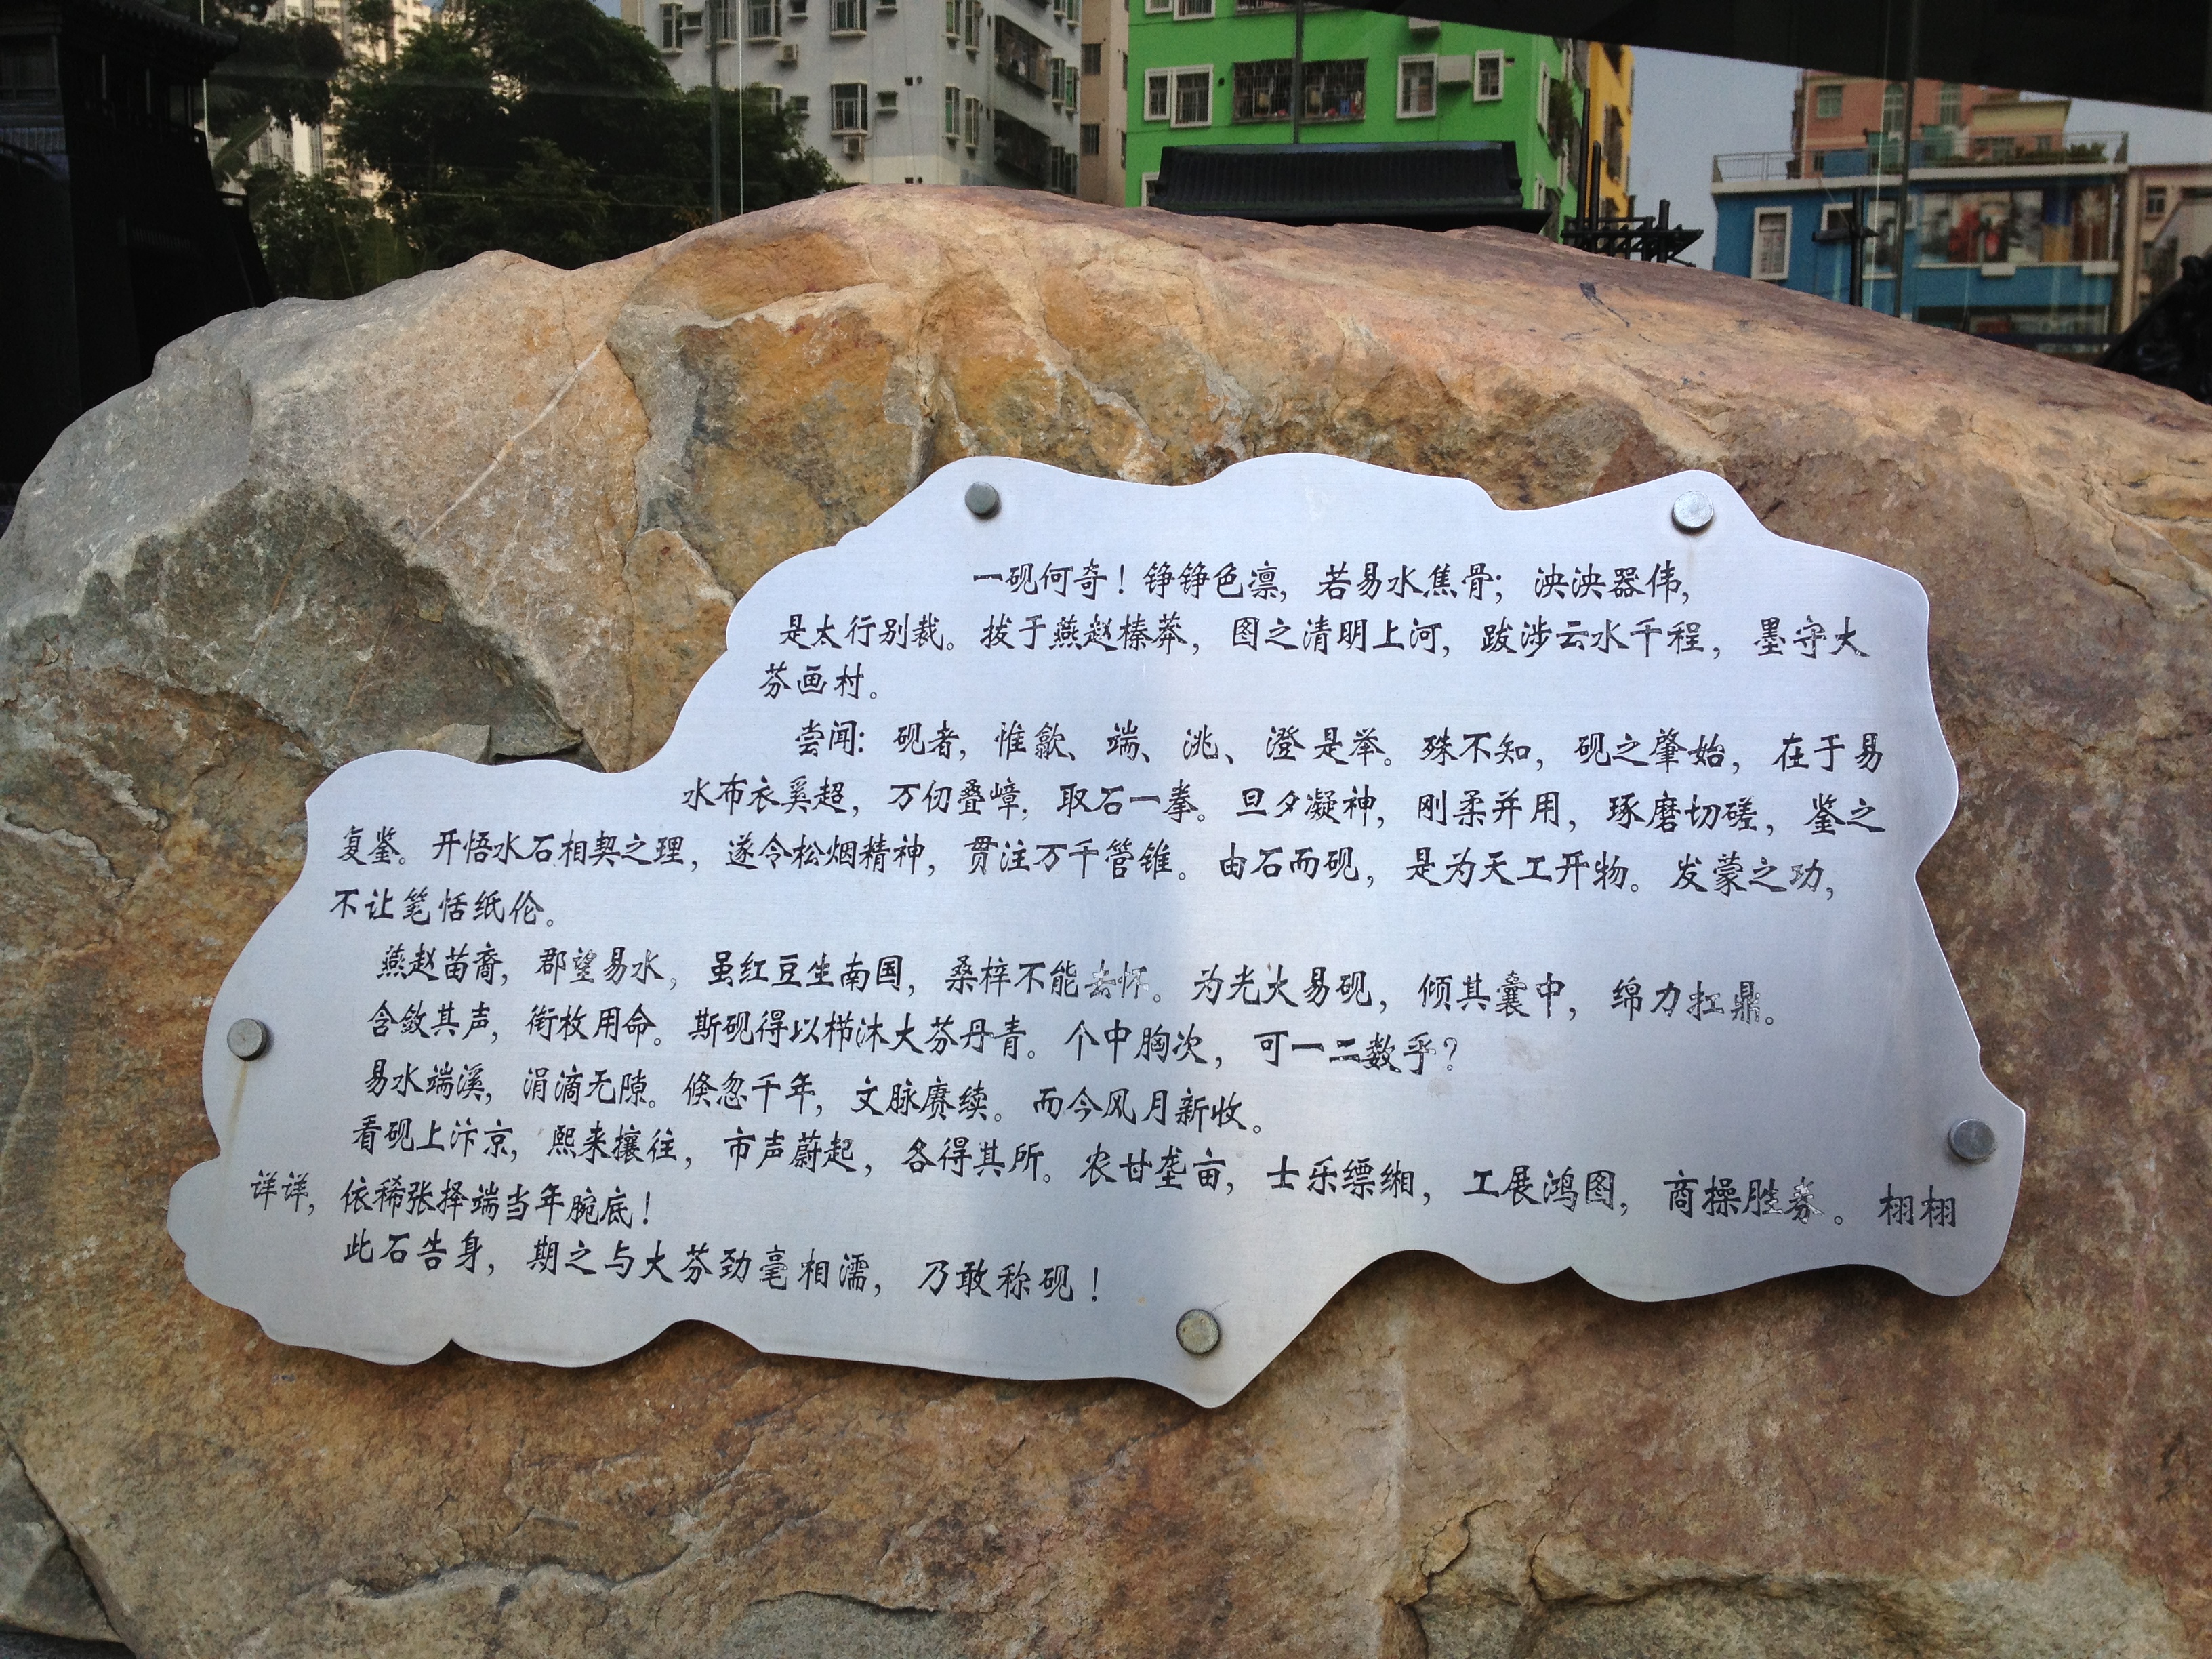 一砚何奇！铮铮色凛，若易水焦骨；泱泱器伟，
是太行别裁。拔于燕赵榛莽，图之清明上河，跋涉云水千程，墨守大
芬画村。
尝闻：砚者，惟歙、端、洮、澄是举。殊不知，砚之肇始，在于易
水布衣奚超，万仞叠嶂，取石一拳。旦夕凝神，刚柔并用，琢磨切磋，鉴之
复鉴。开悟水石相契之理，遂令松烟精神，贯注万千管锥。由石而砚，是为天工开物。发蒙之功，
不让笔恬纸伦。
燕赵苗裔，郡望易水，虽红豆生南国，桑梓不能去怀。为光大易砚，倾其囊中，绵力扛鼎。
含敛其声，衔枚用命。斯砚得以栉沐大芬丹青。个中胸次，可一二数乎？
易水端溪，涓滴无隙。倏忽千年，文脉赓续。而今风月新收。
看砚上汴京，熙来攘往，市声蔚起，各得其所。农甘垄亩，士乐缥缃，工展鸿图，商操胜券。栩栩
详详，依稀张择端当年腕底！
此石告身，期之与大芬劲毫相濡，乃敢称砚！